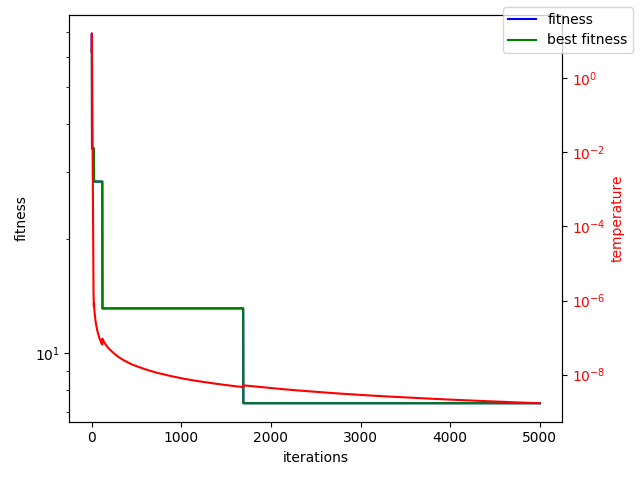 fitness
best fitness
10^0
10^-2
10^-4
10^-6
10^-8
temperature
fitness
10^1
0 1000 2000 3000 4000 5000
iterations